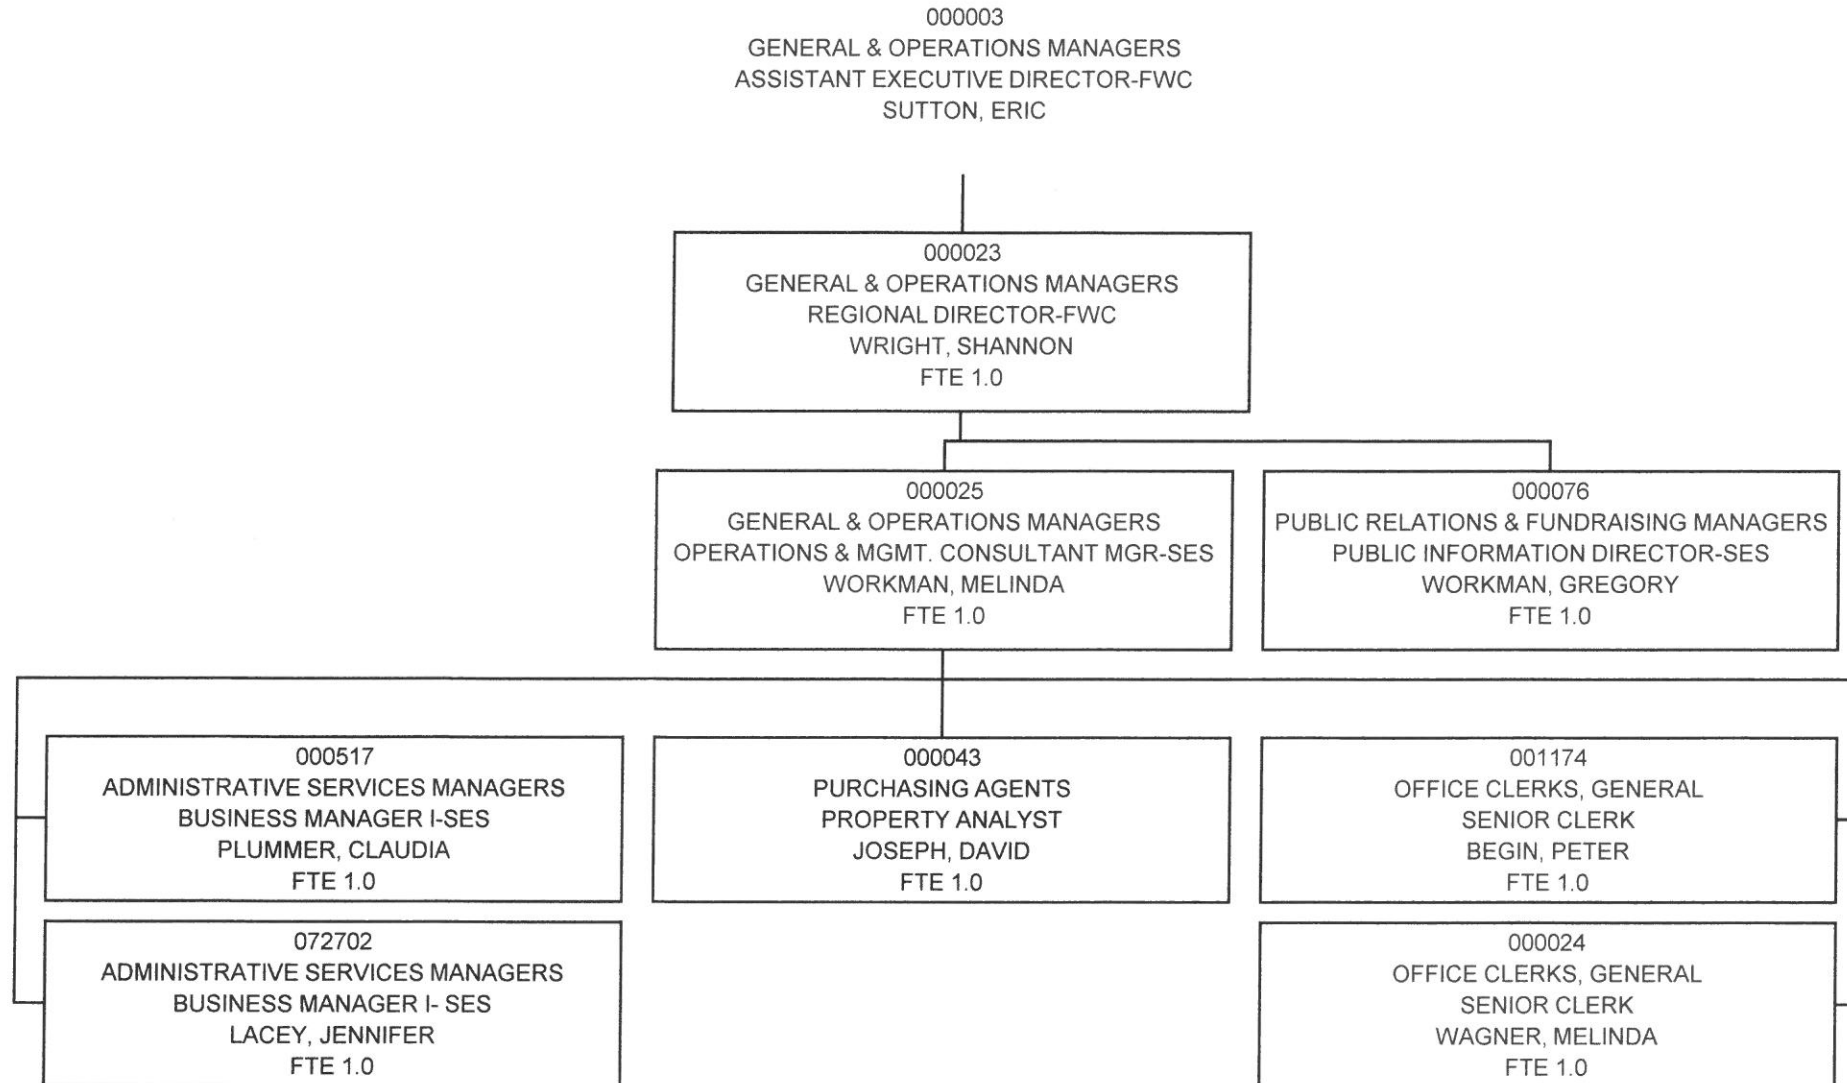 000003
GENERAL & OPERATIONS MANAGERS
ASSISTANT EXECUTIVE DIRECTOR-FWC
SUTTON, ERIC
000023
GENERAL & OPERATIONS MANAGERS
REGIONAL DIRECTOR-FWC
WRIGHT, SHANNON
FTE 1.0
000025
GENERAL & OPERATIONS MANAGERS
OPERATIONS & MGMT. CONSULTANT MGR-SES
WORKMAN, MELINDA
FTE 1.0
000076
PUBLIC RELATIONS & FUNDRAISING MANAGERS
PUBLIC INFORMATION DIRECTOR-SES
WORKMAN, GREGORY
FTE 1.0
000517
ADMINISTRATIVE SERVICES MANAGERS
BUSINESS MANAGER I-SES
PLUMMER, CLAUDIA
FTE 1.0
000043
PURCHASING AGENTS
PROPERTY ANALYST
JOSEPH, DAVID
FTE 1.0
001174
OFFICE CLERKS, GENERAL
SENIOR CLERK
BEGIN, PETER
FTE 1.0
072702
ADMINISTRATIVE SERVICES MANAGERS
BUSINESS MANAGER I- SES
LACEY, JENNIFER
FTE 1.0
000024
OFFICE CLERKS, GENERAL
SENIOR CLERK
WAGNER, MELINDA
FTE 1.0